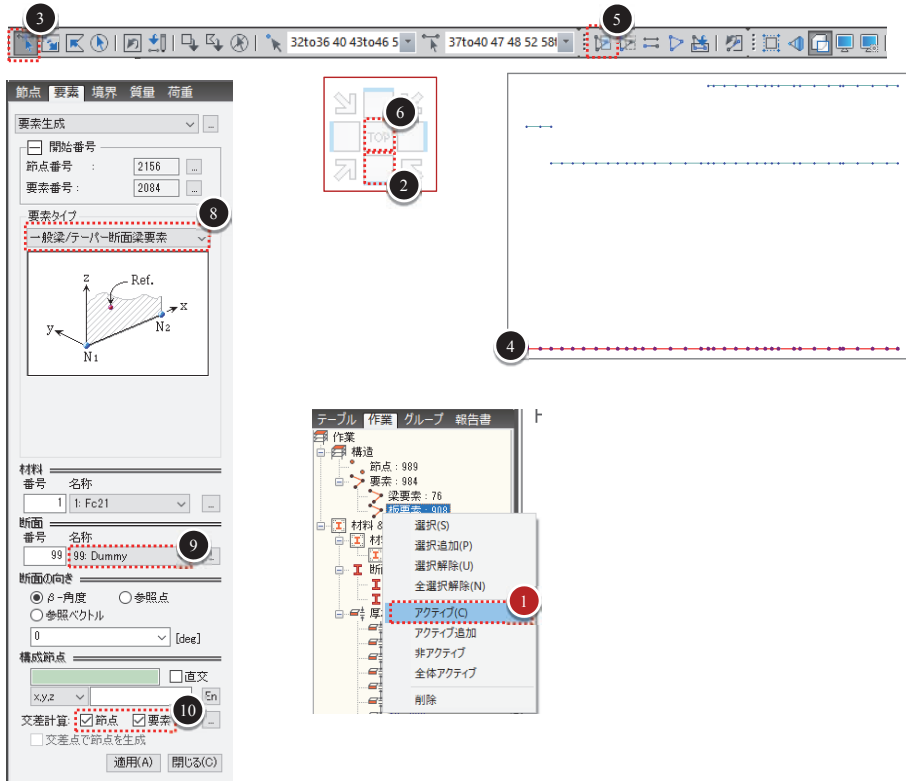 3
5
32to36 40 43to46 5
37to40 47 48 52 58t
節点 要素 境界 質量 荷重
要素生成
...
開始番号
節点番号 : 2156 ...
要素番号 : 2084 ...
要素タイプ
8
一般梁/テーパー断面梁要素
z
Ref.
x
y
N1
N2
材料
番号 名称
1 1: Fc21 ...
断面
番号 名称
99 99: Dummy
9
断面の向き
β-角度 参照点
参照ベクトル
0 [deg]
構成節点
直交
x,y,z En
10
交差計算: 節点 要素 ...
交差点で節点を生成
適用(A) 閉じる(C)
6
TOP
2
4
テーブル 作業 グループ 報告書
作業
構造
節点 : 989
要素 : 984
梁要素 : 76
板要素 : 908
材料 &
断面
厚
選択(S)
選択追加(P)
選択解除(U)
全選択解除(N)
1
アクティブ(C)
アクティブ追加
非アクティブ
全体アクティブ
削除